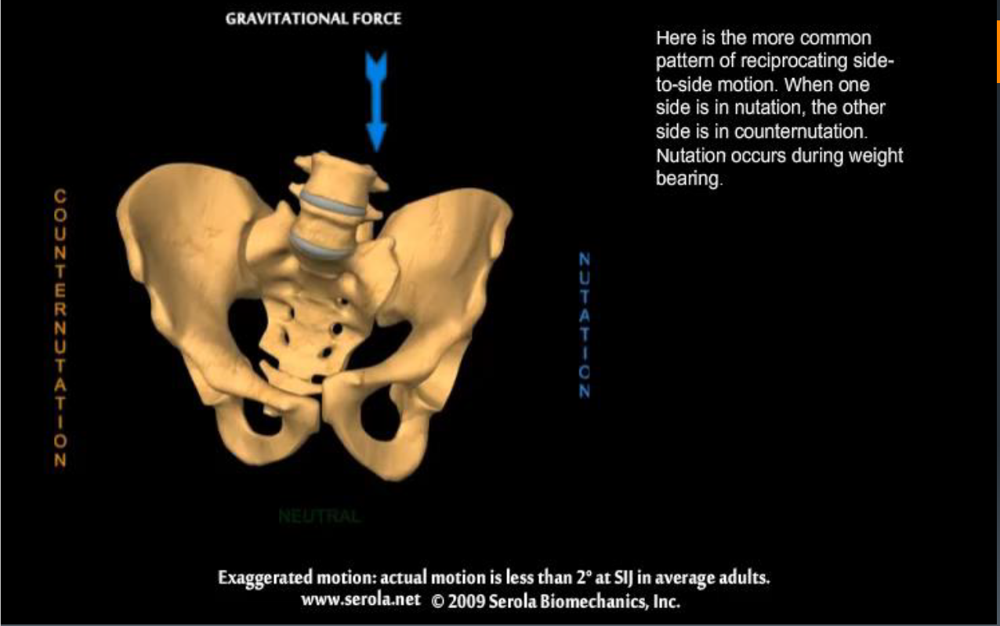 GRAVITATIONAL FORCE
Here is the more common
pattern of reciprocating side-
to-side motion. When one
side is in nutation, the other
side is in counternutation.
Nutation occurs during weight
bearing.
COUNTERNUTATION
NUTATION
NEUTRAL
Exaggerated motion: actual motion is less than 2° at SIJ in average adults.
www.serola.net © 2009 Serola Biomechanics, Inc.